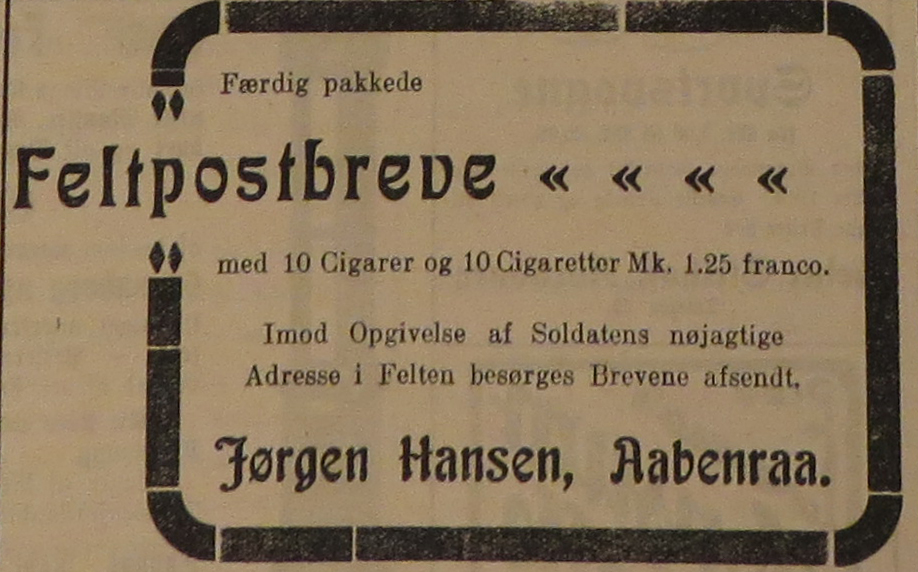 Færdig pakkede
Feltpostbreve « « « «
med 10 Cigarer og 10 Cigaretter Mk. 1.25 franco.
Imod Opgivelse af Soldatens nøjagtige
Adresse i Felten besørges Brevene afsendt.
Jørgen Hansen, Aabenraa.